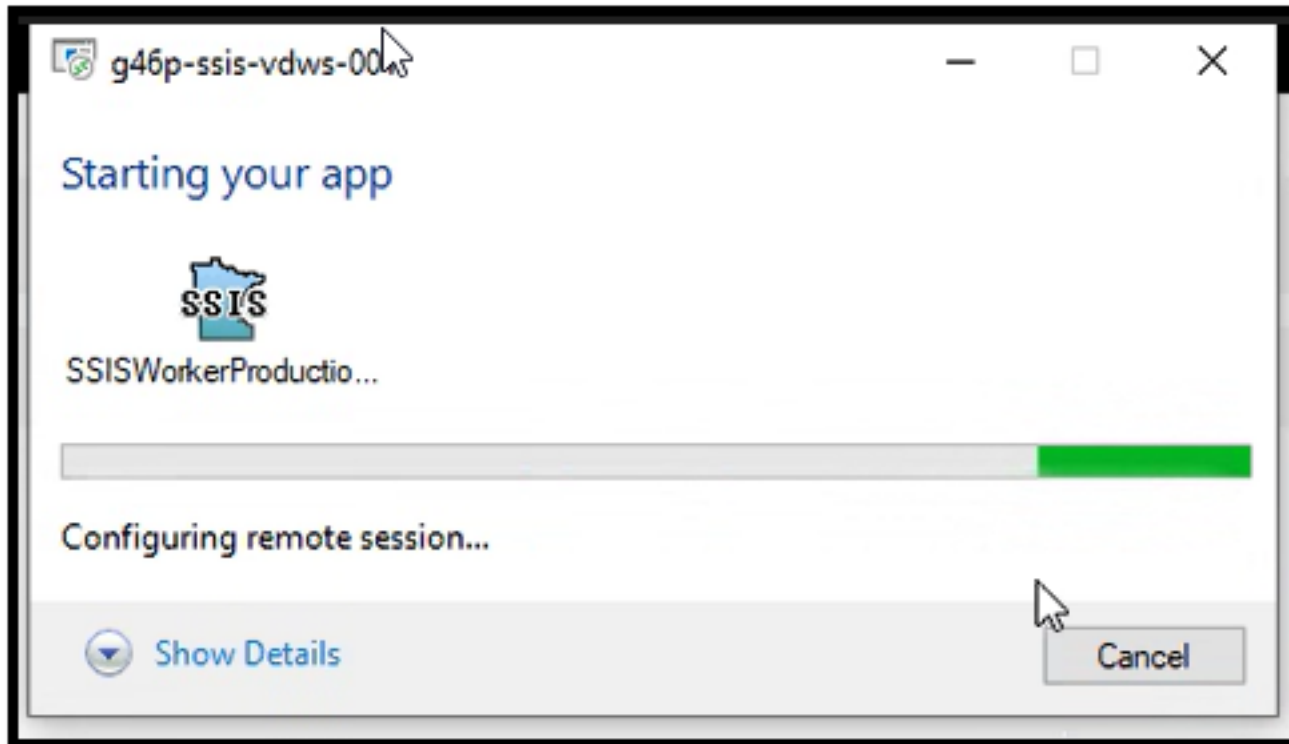 g46p-ssis-vdws-00
Starting your app
SSIS
SSISWorkerProductio...
Configuring remote session...
Show Details
Cancel